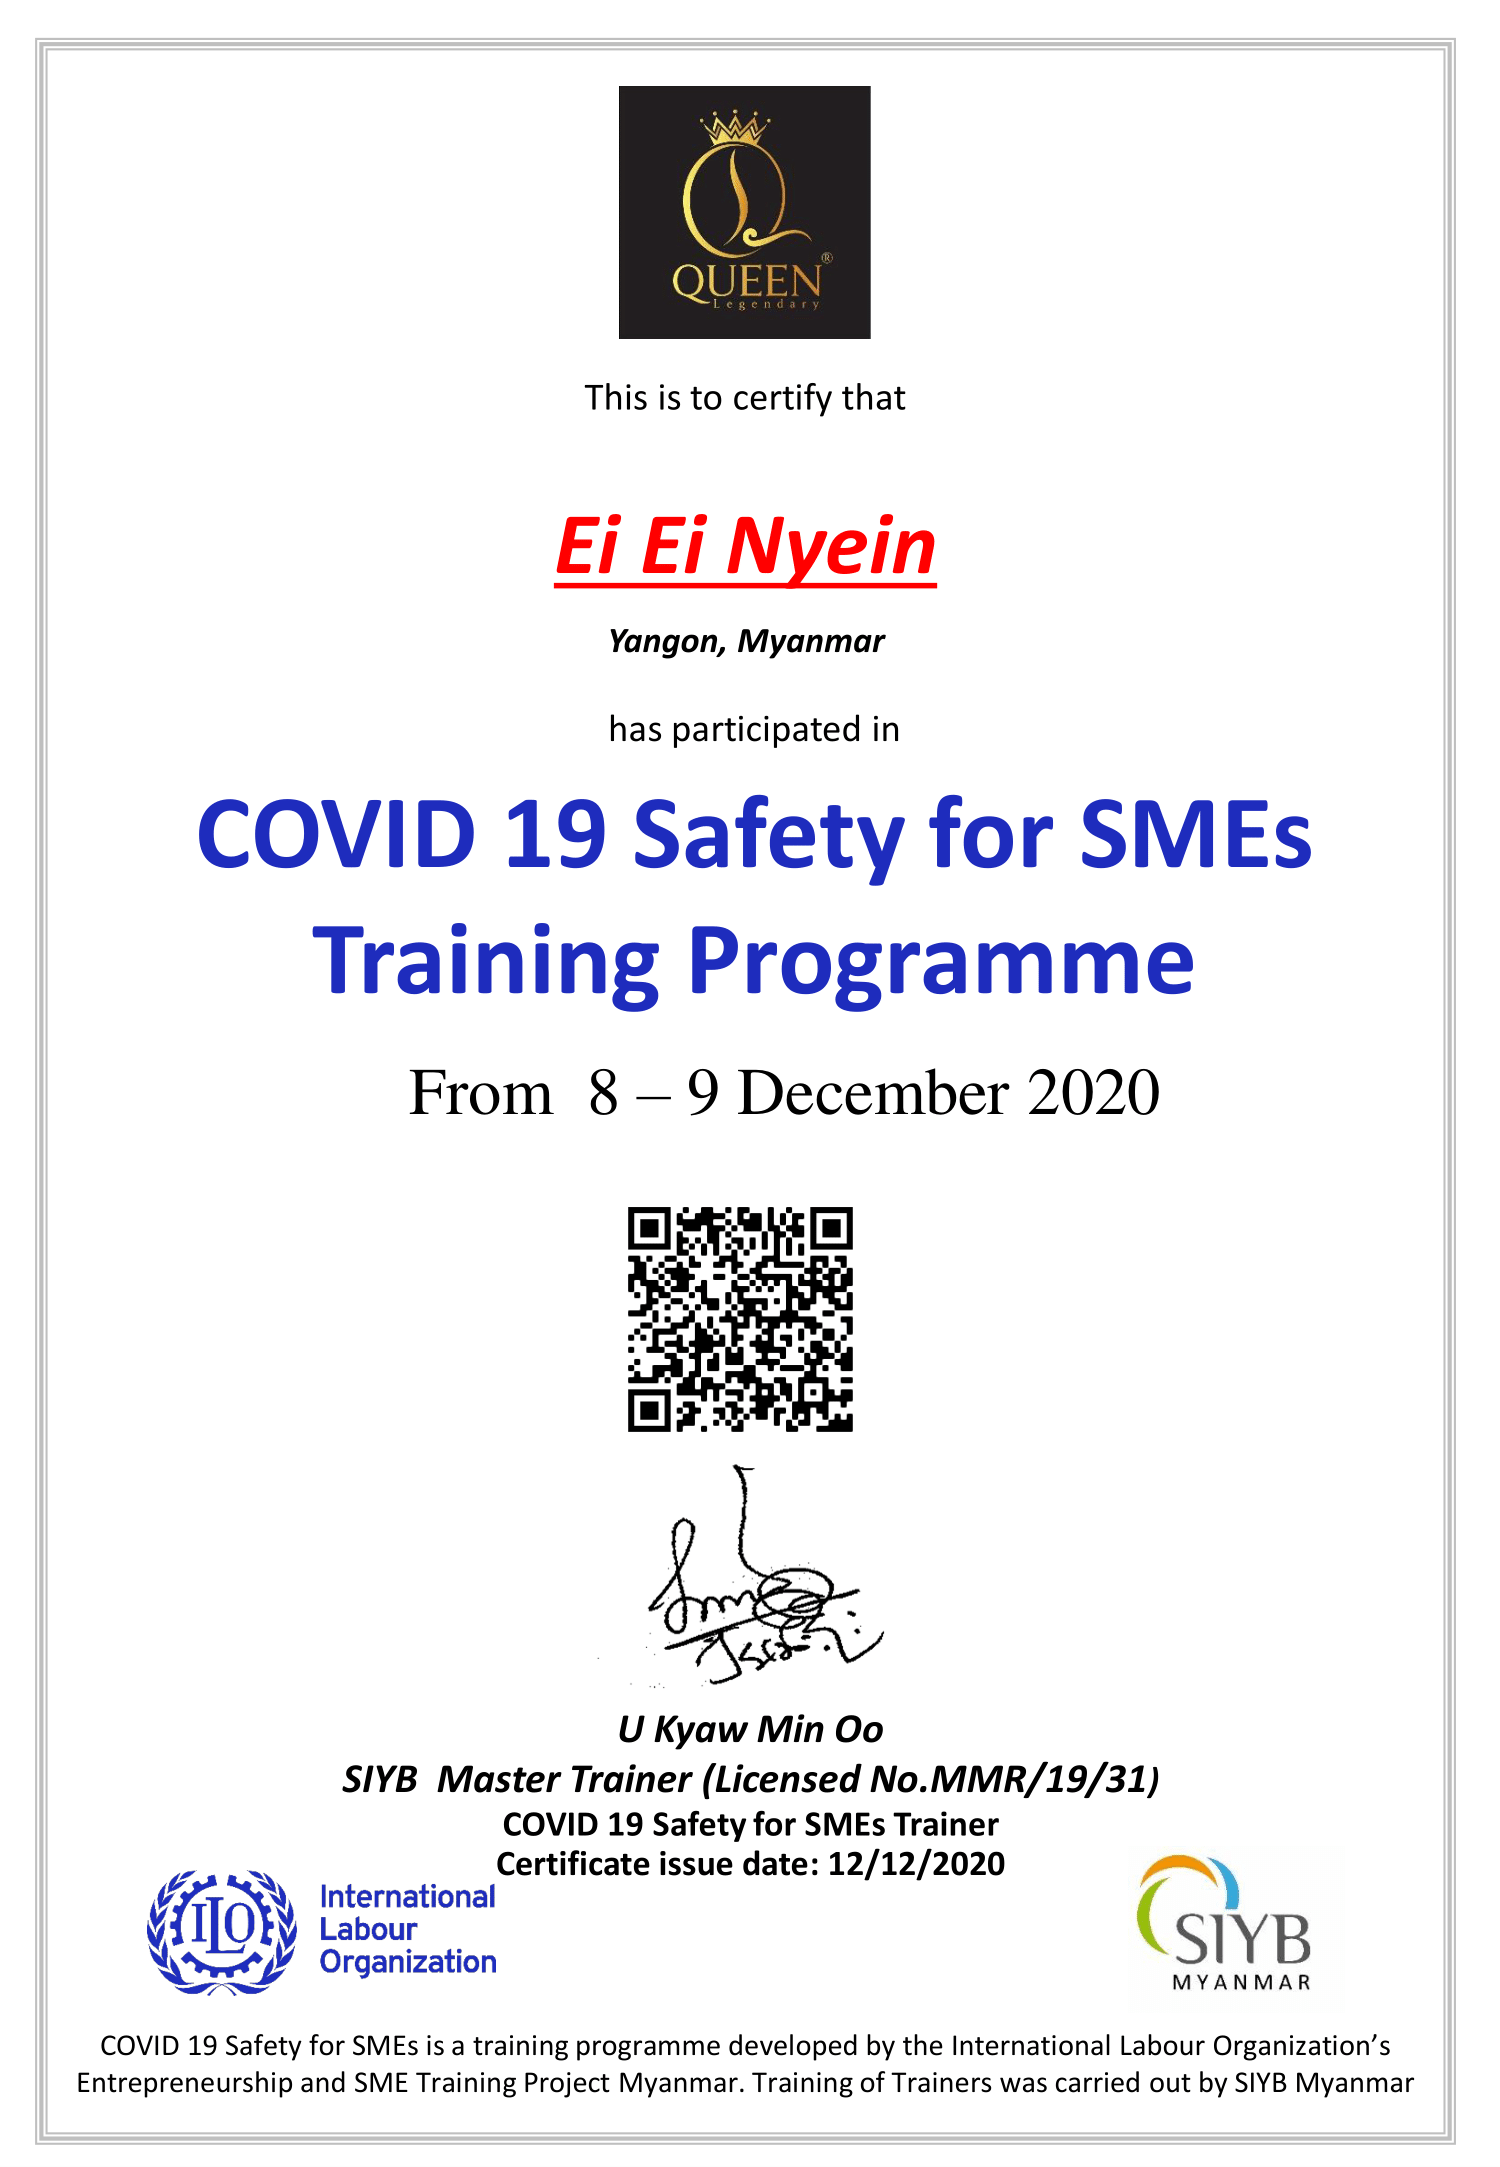 QUEEN®
Legendary
This is to certify that
Ei Ei Nyein
Yangon, Myanmar
has participated in
COVID 19 Safety for SMEs
Training Programme
From 8 – 9 December 2020
U Kyaw Min Oo
SIYB Master Trainer (Licensed No.MMR/19/31)
COVID 19 Safety for SMEs Trainer
Certificate issue date: 12/12/2020
ILO
International
Labour
Organization
SIYB
MYANMAR
COVID 19 Safety for SMEs is a training programme developed by the International Labour Organization’s
Entrepreneurship and SME Training Project Myanmar. Training of Trainers was carried out by SIYB Myanmar